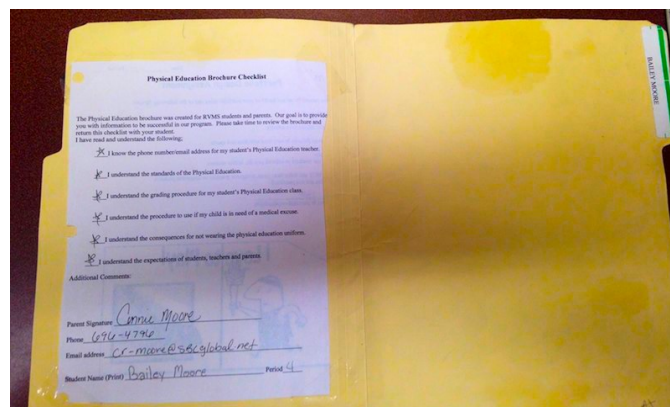 Physical Education Brochure Checklist
The Physical Education brochure was created for RVMS students and parents. Our goal is to provide
you with information to be successful in our program. Please take time to review the brochure and
return this checklist with your student.
I have read and understand the following;
I know the phone number/email address for my student's Physical Education teacher.
I understand the standards of the Physical Education.
I understand the grading procedure for my student's Physical Education class.
I understand the procedure to use if my child is in need of a medical excuse
I understand the consequences for not wearing the physical education uniform.
I understand the expectations of students, teachers and parents.
Additional Comments:
Parent Signature Connie Moore
Phone 696-4796
Email address cr-moore@sbcglobal.net
Student Name (Print) Bailey Moore Period 4
BAILEY MOORE